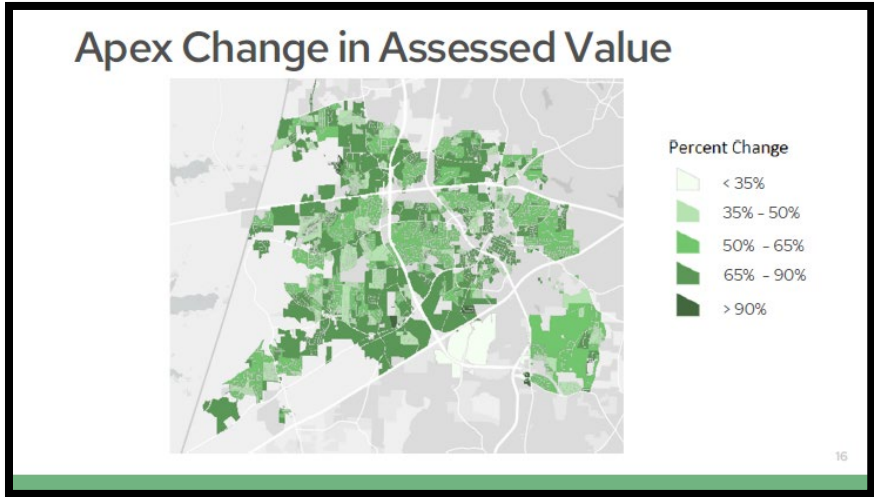 Apex Change in Assessed Value
Percent Change
< 35%
35% - 50%
50% - 65%
65% - 90%
> 90%
16